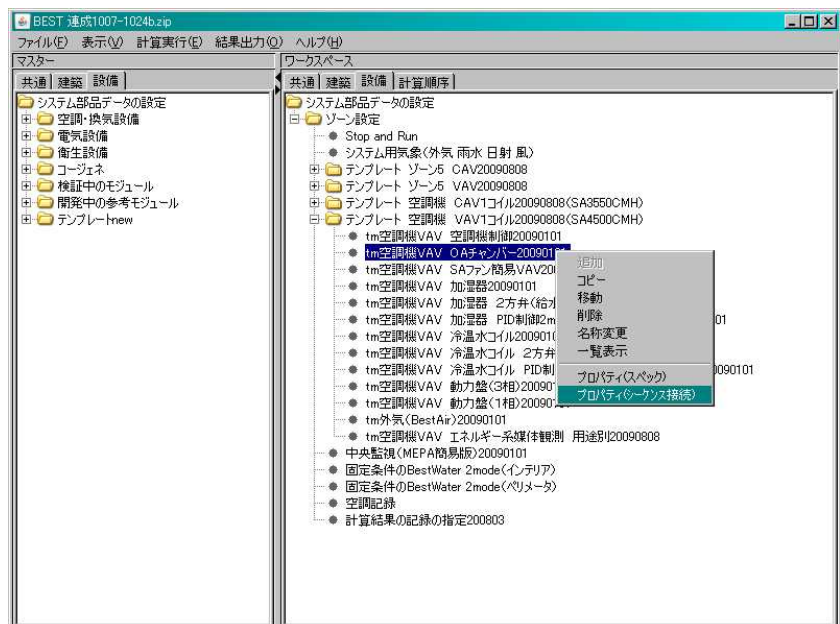 BEST 連成1007-1024b.zip
ファイル(F) 表示(V) 計算実行(E) 結果出力(O) ヘルプ(H)
マスター
共通 建築 設備
システム部品データの設定
空調・換気設備
電気設備
衛生設備
コージェネ
検証中のモジュール
開発中の参考モジュール
テンプレートnew
ワークスペース
共通 建築 設備 計算順序
システム部品データの設定
ゾーン設定
Stop and Run
システム用気象(外気 雨水 日射 風)
テンプレート ゾーン5 CAV20090808
テンプレート ゾーン5 VAV20090808
テンプレート 空調機 CAV1コイル20090808(SA3550CMH)
テンプレート 空調機 VAV1コイル20090808(SA4500CMH)
tm空調機VAV 空調機制御20090101
tm空調機VAV OAチャンバー20090101
tm空調機VAV SAファン簡易VAV20
tm空調機VAV 加湿器20090101
tm空調機VAV 加湿器 2方弁(給水
tm空調機VAV 加湿器 PID制御2m 01
tm空調機VAV 冷温水コイル2009010
tm空調機VAV 冷温水コイル 2方弁
tm空調機VAV 冷温水コイル PID制 090101
tm空調機VAV 動力盤(3相)20090
tm空調機VAV 動力盤(1相)20090
tm外気(BestAir)20090101
tm空調機VAV エネルギー系媒体観測 用途別20090808
中央監視(MEPA簡易版)20090101
固定条件のBestWater 2mode(インテリア)
固定条件のBestWater 2mode(ペリメータ)
空調記録
計算結果の記録の指定200803
追加
コピー
移動
削除
名称変更
一覧表示
プロパティ(スペック)
プロパティ(シーケンス接続)